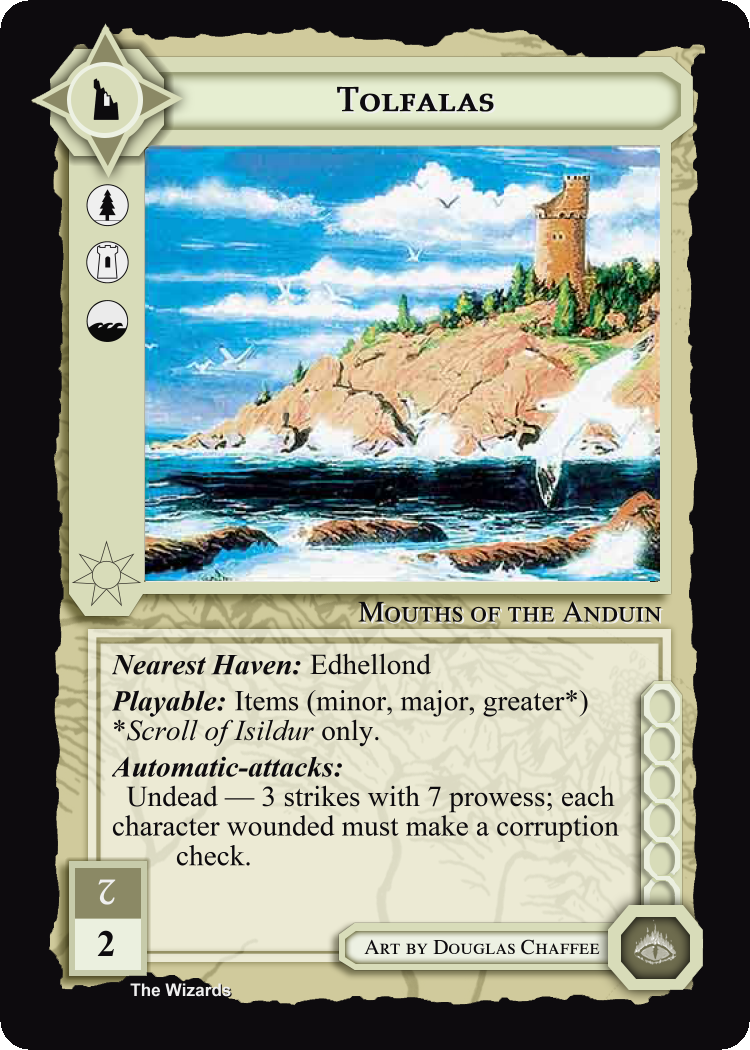 Tolfalas
Mouths of the Anduin
Nearest Haven: Edhellond
Playable: Items (minor, major, greater*)
*Scroll of Isildur only.
Automatic-attacks:
Undead — 3 strikes with 7 prowess; each
character wounded must make a corruption
check.
2
2
Art by Douglas Chaffee
The Wizards